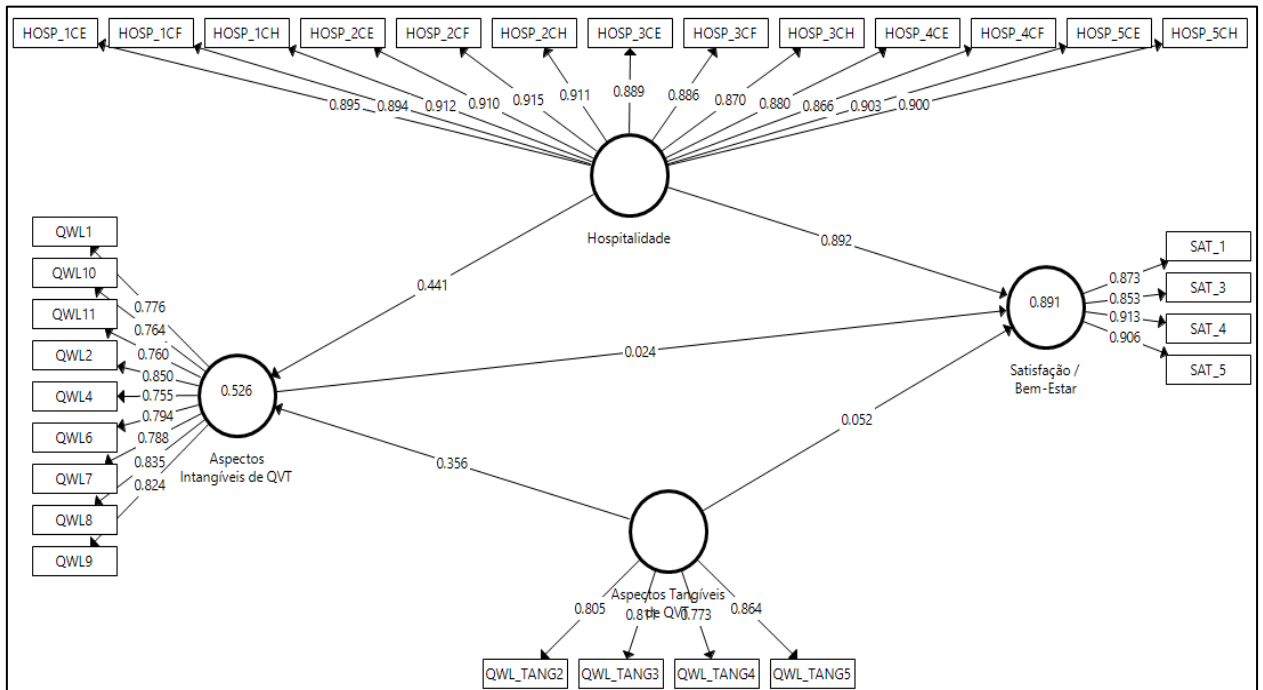 HOSP_1CE HOSP_1CF HOSP_1CH HOSP_2CE HOSP_2CF HOSP_2CH HOSP_3CE HOSP_3CF HOSP_3CH HOSP_4CE HOSP_4CF HOSP_5CE HOSP_5CH
0.895 0.894 0.912 0.910 0.915 0.911 0.889 0.886 0.870 0.880 0.866 0.903 0.900
Hospitalidade
0.441
0.892
0.024
0.356
0.052
QWL1
QWL10
QWL11
QWL2
QWL4
QWL6
QWL7
QWL8
QWL9
0.776
0.764
0.760
0.850
0.755
0.794
0.788
0.835
0.824
0.526
Aspectos
Intangíveis de QVT
0.891
Satisfação /
Bem-Estar
0.873
0.853
0.913
0.906
SAT_1
SAT_3
SAT_4
SAT_5
Aspectos Tangíveis
de QVT
0.805 0.773 0.864
QWL_TANG2 QWL_TANG3 QWL_TANG4 QWL_TANG5